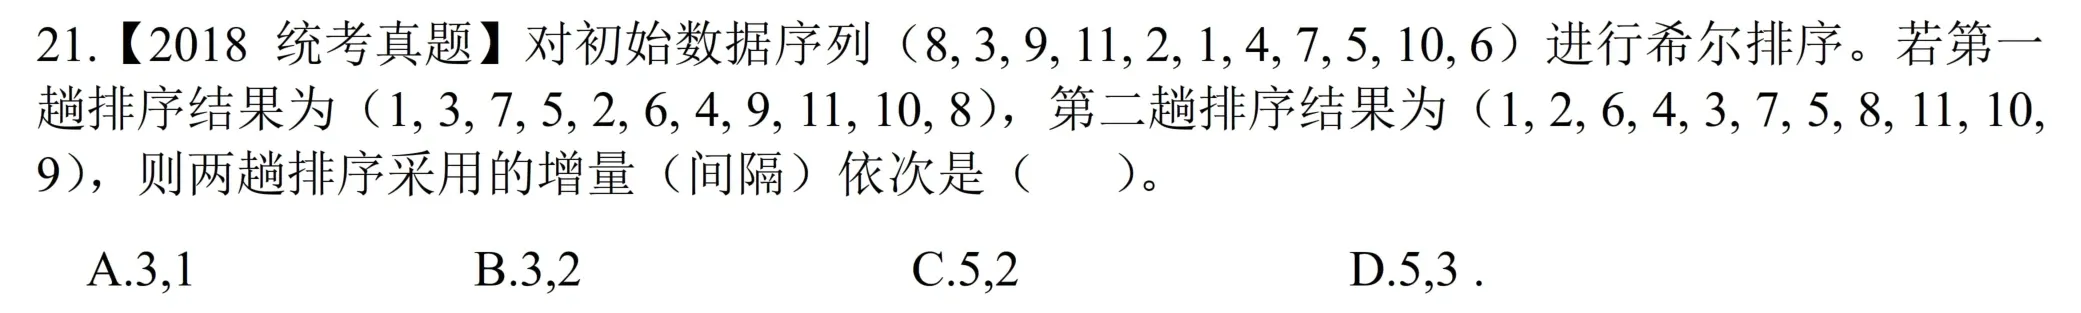 21.【2018 统考真题】对初始数据序列（8, 3, 9, 11, 2, 1, 4, 7, 5, 10, 6）进行希尔排序。若第一
趟排序结果为（1, 3, 7, 5, 2, 6, 4, 9, 11, 10, 8），第二趟排序结果为（1, 2, 6, 4, 3, 7, 5, 8, 11, 10,
9），则两趟排序采用的增量（间隔）依次是（　　）。
A.3,1　　B.3,2　　C.5,2　　D.5,3 .